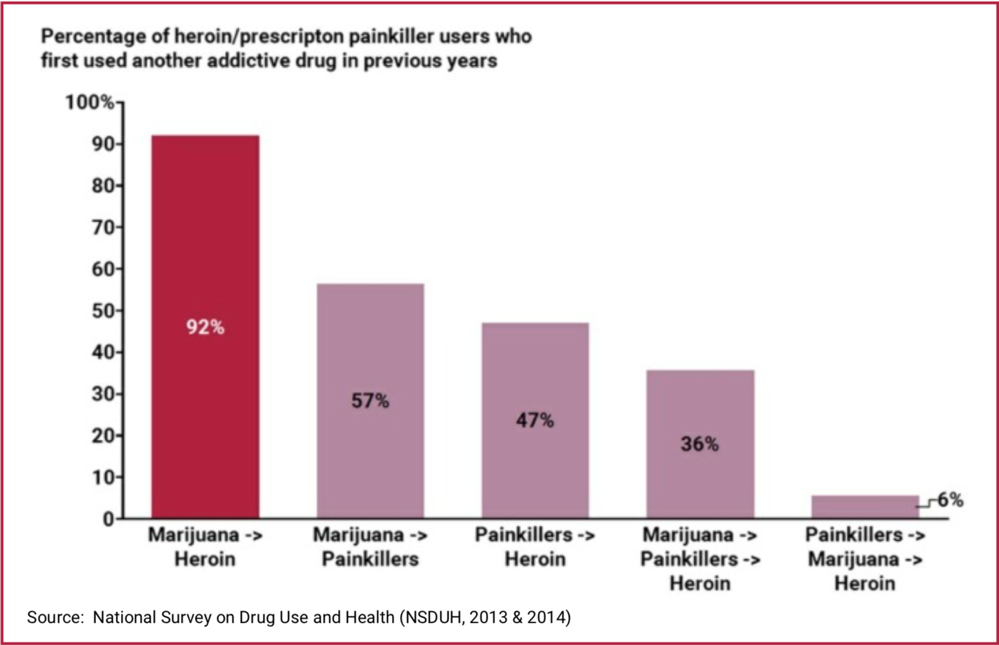 Percentage of heroin/prescripton painkiller users who
first used another addictive drug in previous years
100%
90
80
70
60
50
40
30
20
10
0
92%
57%
47%
36%
6%
Marijuana ->
Heroin
Marijuana ->
Painkillers
Painkillers ->
Heroin
Marijuana ->
Painkillers ->
Heroin
Painkillers ->
Marijuana ->
Heroin
Source: National Survey on Drug Use and Health (NSDUH, 2013 & 2014)